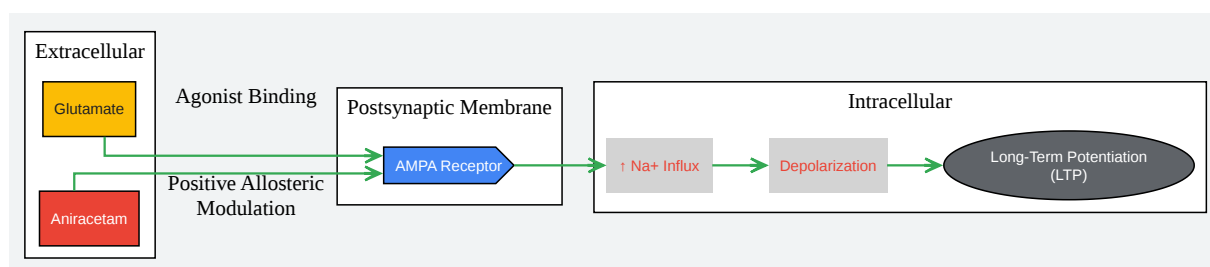 Extracellular
Glutamate
Aniracetam
Agonist Binding
Positive Allosteric
Modulation
Postsynaptic Membrane
AMPA Receptor
Intracellular
↑ Na+ Influx
Depolarization
Long-Term Potentiation
(LTP)